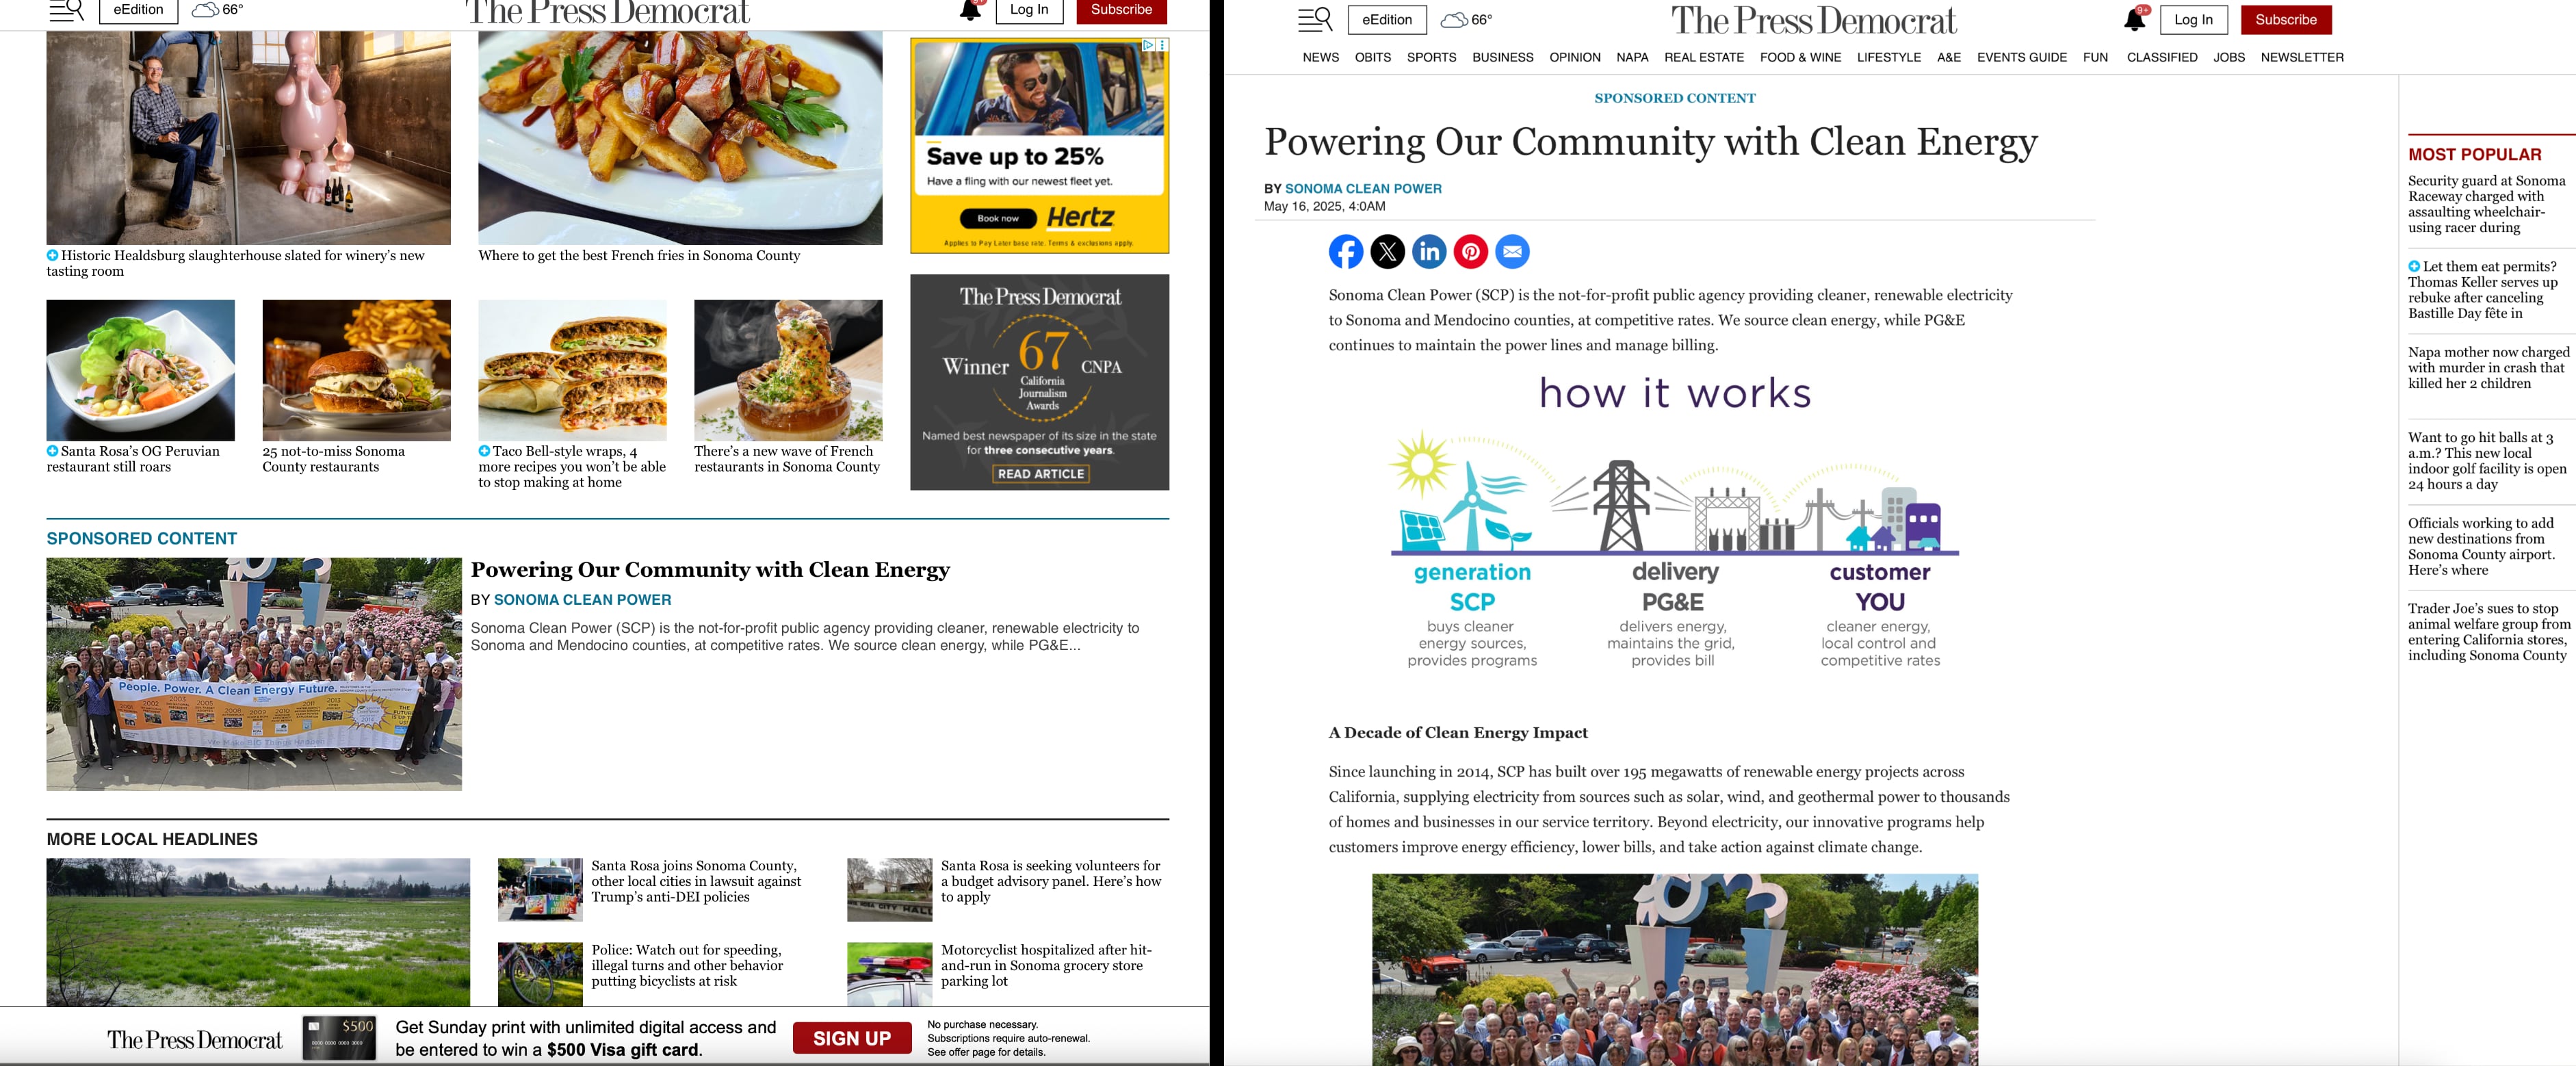 eEdition
66°
The Press Democrat
9+
Log In
Subscribe
Historic Healdsburg slaughterhouse slated for winery's new
tasting room
Where to get the best French fries in Sonoma County
Save up to 25%
Have a fling with our newest fleet yet.
Book now
Hertz
Applies to Pay Later base rate. Terms & exclusions apply.
Santa Rosa's OG Peruvian
restaurant still roars
25 not-to-miss Sonoma
County restaurants
Taco Bell-style wraps, 4
more recipes you won't be able
to stop making at home
There's a new wave of French
restaurants in Sonoma County
The Press Democrat
Winner 67 CNPA
California
Journalism
Awards
Named best newspaper of its size in the state
for three consecutive years.
READ ARTICLE
SPONSORED CONTENT
People. Power. A Clean Energy Future.
2002
2005
2006
2009
2010
2011
We Make BIG Things Happen
Powering Our Community with Clean Energy
BY SONOMA CLEAN POWER
Sonoma Clean Power (SCP) is the not-for-profit public agency providing cleaner, renewable electricity to
Sonoma and Mendocino counties, at competitive rates. We source clean energy, while PG&E...
MORE LOCAL HEADLINES
Santa Rosa joins Sonoma County,
other local cities in lawsuit against
Trump's anti-DEI policies
Santa Rosa is seeking volunteers for
a budget advisory panel. Here's how
to apply
Police: Watch out for speeding,
illegal turns and other behavior
putting bicyclists at risk
Motorcyclist hospitalized after hit-
and-run in Sonoma grocery store
parking lot
The Press Democrat
$500
Get Sunday print with unlimited digital access and
be entered to win a $500 Visa gift card.
SIGN UP
No purchase necessary.
Subscriptions require auto-renewal.
See offer page for details.
eEdition
66°
The Press Democrat
9+
Log In
Subscribe
NEWS OBITS SPORTS BUSINESS OPINION NAPA REAL ESTATE FOOD & WINE LIFESTYLE A&E EVENTS GUIDE FUN CLASSIFIED JOBS NEWSLETTER
SPONSORED CONTENT
Powering Our Community with Clean Energy
BY SONOMA CLEAN POWER
May 16, 2025, 4:0AM
Sonoma Clean Power (SCP) is the not-for-profit public agency providing cleaner, renewable electricity
to Sonoma and Mendocino counties, at competitive rates. We source clean energy, while PG&E
continues to maintain the power lines and manage billing.
how it works
generation
SCP
buys cleaner
energy sources,
provides programs
delivery
PG&E
delivers energy,
maintains the grid,
provides bill
customer
YOU
cleaner energy,
local control and
competitive rates
A Decade of Clean Energy Impact
Since launching in 2014, SCP has built over 195 megawatts of renewable energy projects across
California, supplying electricity from sources such as solar, wind, and geothermal power to thousands
of homes and businesses in our service territory. Beyond electricity, our innovative programs help
customers improve energy efficiency, lower bills, and take action against climate change.
MOST POPULAR
Security guard at Sonoma
Raceway charged with
assaulting wheelchair-
using racer during
Let them eat permits?
Thomas Keller serves up
rebuke after canceling
Bastille Day fête in
Napa mother now charged
with murder in crash that
killed her 2 children
Want to go hit balls at 3
a.m.? This new local
indoor golf facility is open
24 hours a day
Officials working to add
new destinations from
Sonoma County airport.
Here's where
Trader Joe's sues to stop
animal welfare group from
entering California stores,
including Sonoma County